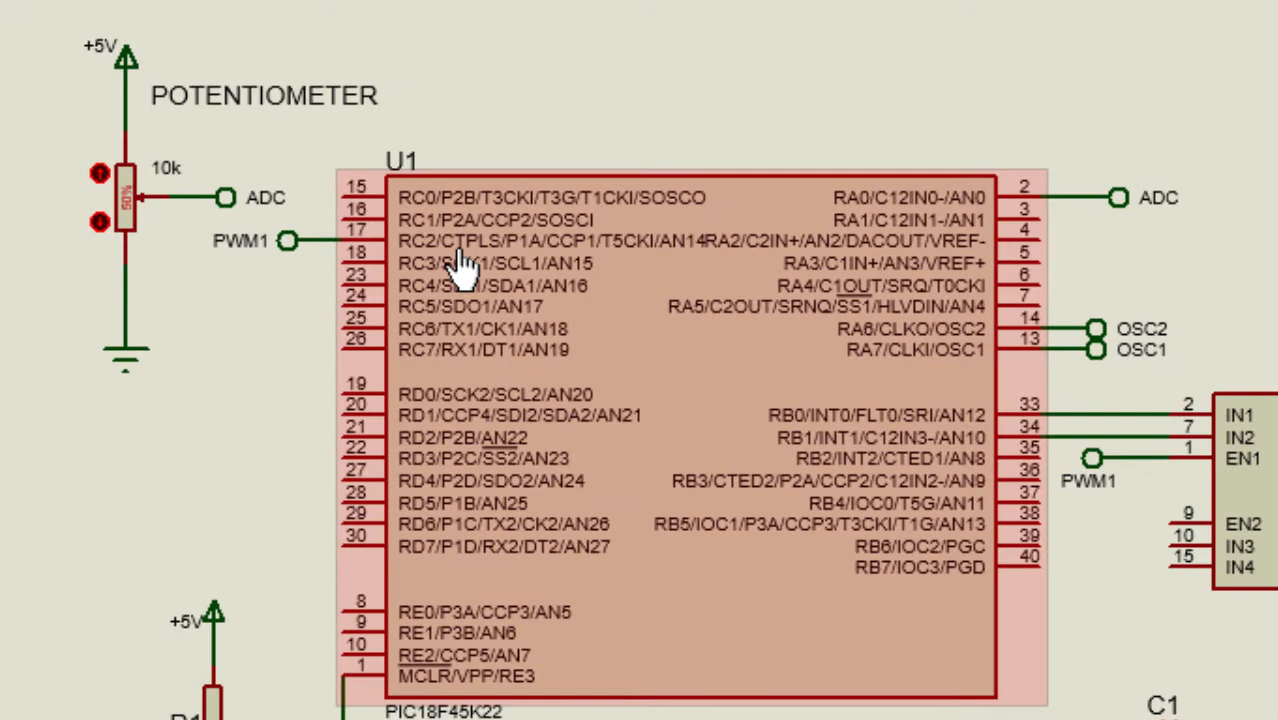 +5V
POTENTIOMETER
10k
50%
ADC
U1
PWM1
15 RC0/P2B/T3CKI/T3G/T1CKI/SOSCO
16 RC1/P2A/CCP2/SOSCI
17 RC2/CTPLS/P1A/CCP1/T5CKI/AN14
18 RC3/SCK1/SCL1/AN15
23 RC4/SDI1/SDA1/AN16
24 RC5/SDO1/AN17
25 RC6/TX1/CK1/AN18
26 RC7/RX1/DT1/AN19
19 RD0/SCK2/SCL2/AN20
20 RD1/CCP4/SDI2/SDA2/AN21
21 RD2/P2B/AN22
22 RD3/P2C/SS2/AN23
27 RD4/P2D/SDO2/AN24
28 RD5/P1B/AN25
29 RD6/P1C/TX2/CK2/AN26
30 RD7/P1D/RX2/DT2/AN27
8 RE0/P3A/CCP3/AN5
9 RE1/P3B/AN6
10 RE2/CCP5/AN7
1 MCLR/VPP/RE3
RA0/C12IN0-/AN0 2
RA1/C12IN1-/AN1 3
RA2/C2IN+/AN2/DACOUT/VREF- 4
RA3/C1IN+/AN3/VREF+ 5
RA4/C1OUT/SRQ/T0CKI 6
RA5/C2OUT/SRNQ/SS1/HLVDIN/AN4 7
RA6/CLKO/OSC2 14
RA7/CLKI/OSC1 13
RB0/INT0/FLT0/SRI/AN12 33
RB1/INT1/C12IN3-/AN10 34
RB2/INT2/CTED1/AN8 35
RB3/CTED2/P2A/CCP2/C12IN2-/AN9 36
RB4/IOC0/T5G/AN11 37
RB5/IOC1/P3A/CCP3/T3CKI/T1G/AN13 38
RB6/IOC2/PGC 39
RB7/IOC3/PGD 40
PIC18F45K22
ADC
OSC2
OSC1
PWM1
2 IN1
7 IN2
1 EN1
9 EN2
10 IN3
15 IN4
+5V
C1